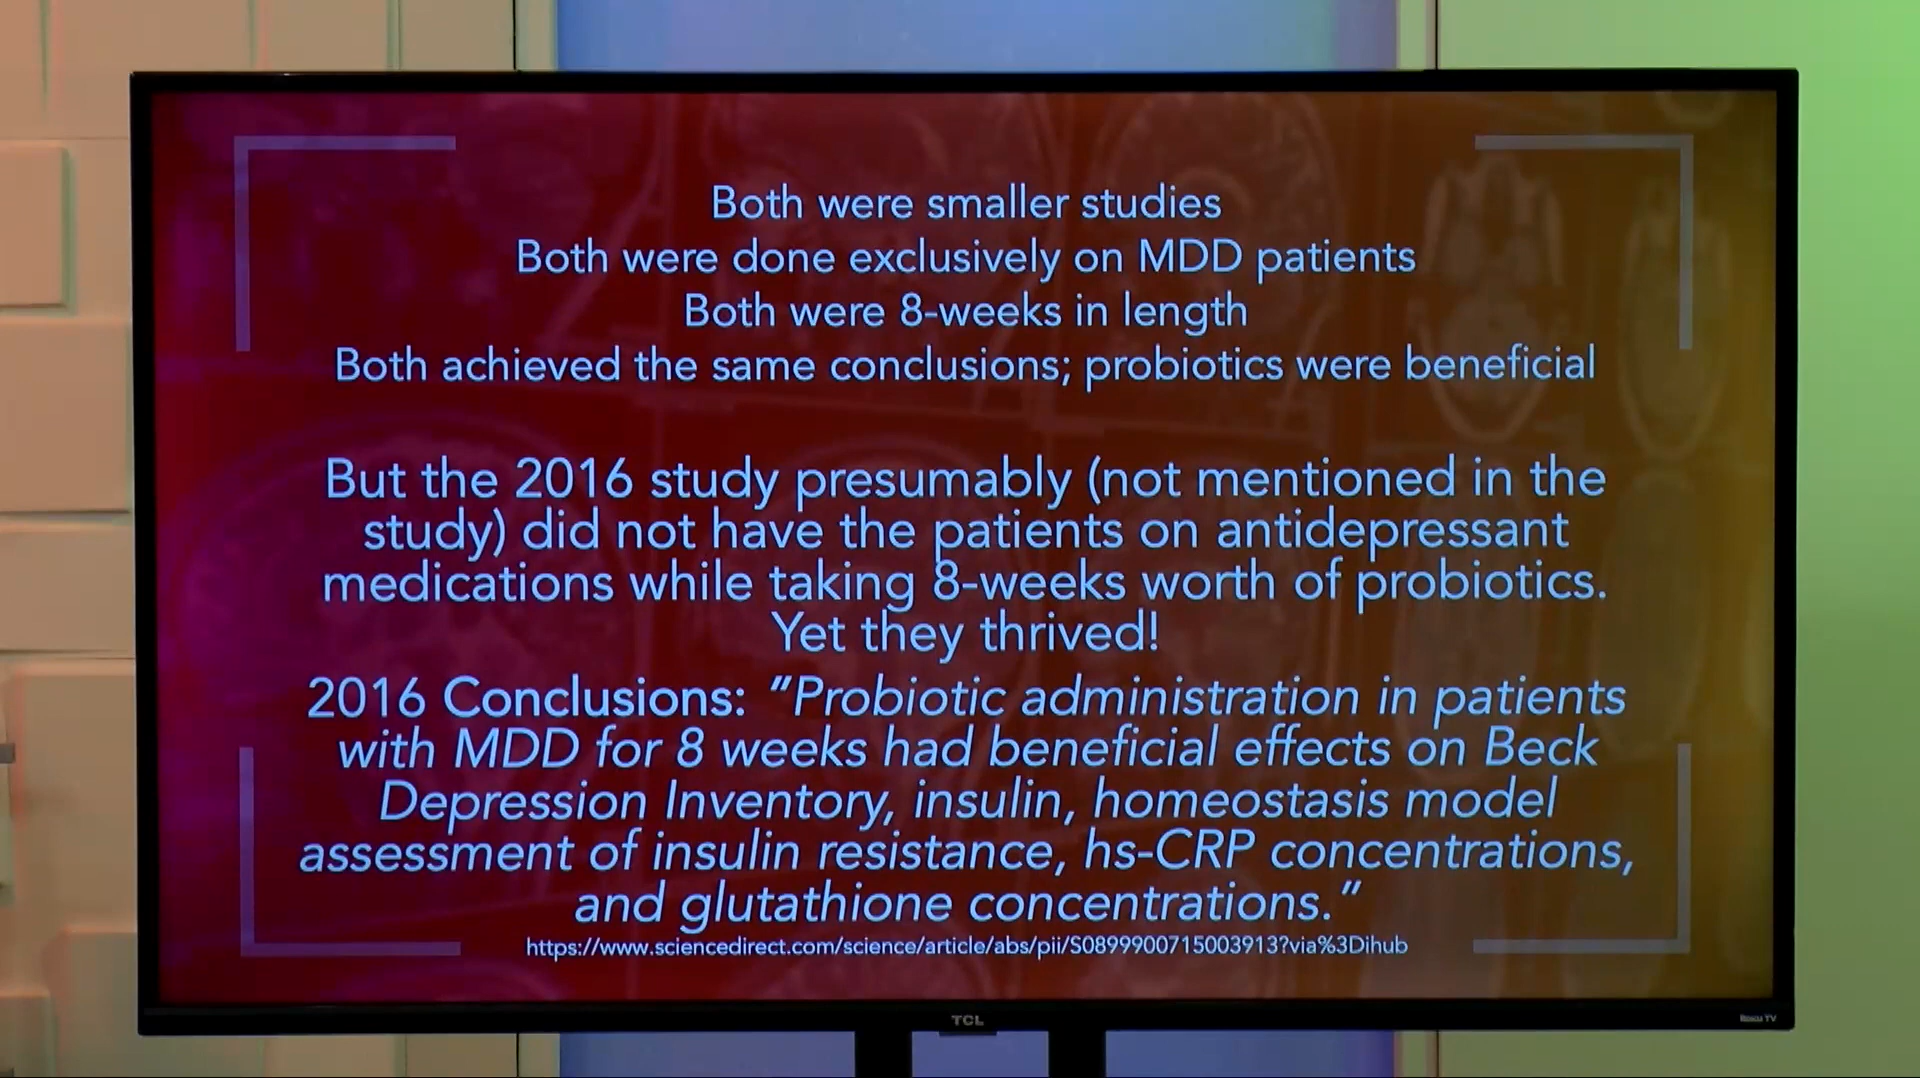 Both were smaller studies
Both were done exclusively on MDD patients
Both were 8-weeks in length
Both achieved the same conclusions; probiotics were beneficial
But the 2016 study presumably (not mentioned in the
study) did not have the patients on antidepressant
medications while taking 8-weeks worth of probiotics.
Yet they thrived!
2016 Conclusions: "Probiotic administration in patients
with MDD for 8 weeks had beneficial effects on Beck
Depression Inventory, insulin, homeostasis model
assessment of insulin resistance, hs-CRP concentrations,
and glutathione concentrations."
https://www.sciencedirect.com/science/article/abs/pii/S0899900715003913?via%3Dihub
TCL
Roku TV